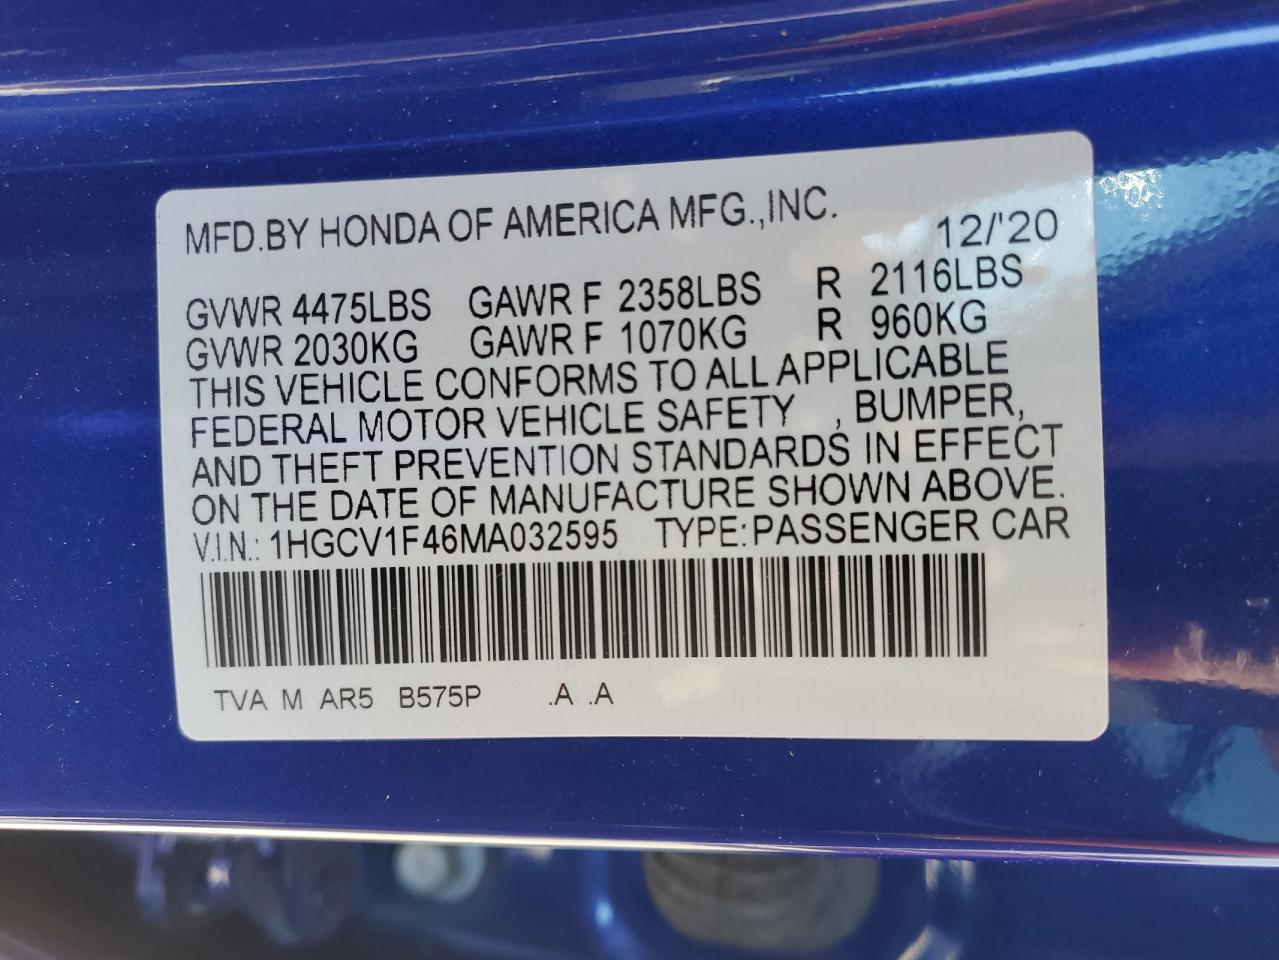 MFD.BY HONDA OF AMERICA MFG.,INC. 12/'20
GVWR 4475LBS GAWR F 2358LBS R 2116LBS
GVWR 2030KG GAWR F 1070KG R 960KG
THIS VEHICLE CONFORMS TO ALL APPLICABLE
FEDERAL MOTOR VEHICLE SAFETY , BUMPER,
AND THEFT PREVENTION STANDARDS IN EFFECT
ON THE DATE OF MANUFACTURE SHOWN ABOVE.
V.I.N.: 1HGCV1F46MA032595 TYPE:PASSENGER CAR
TVA M AR5 B575P .A .A